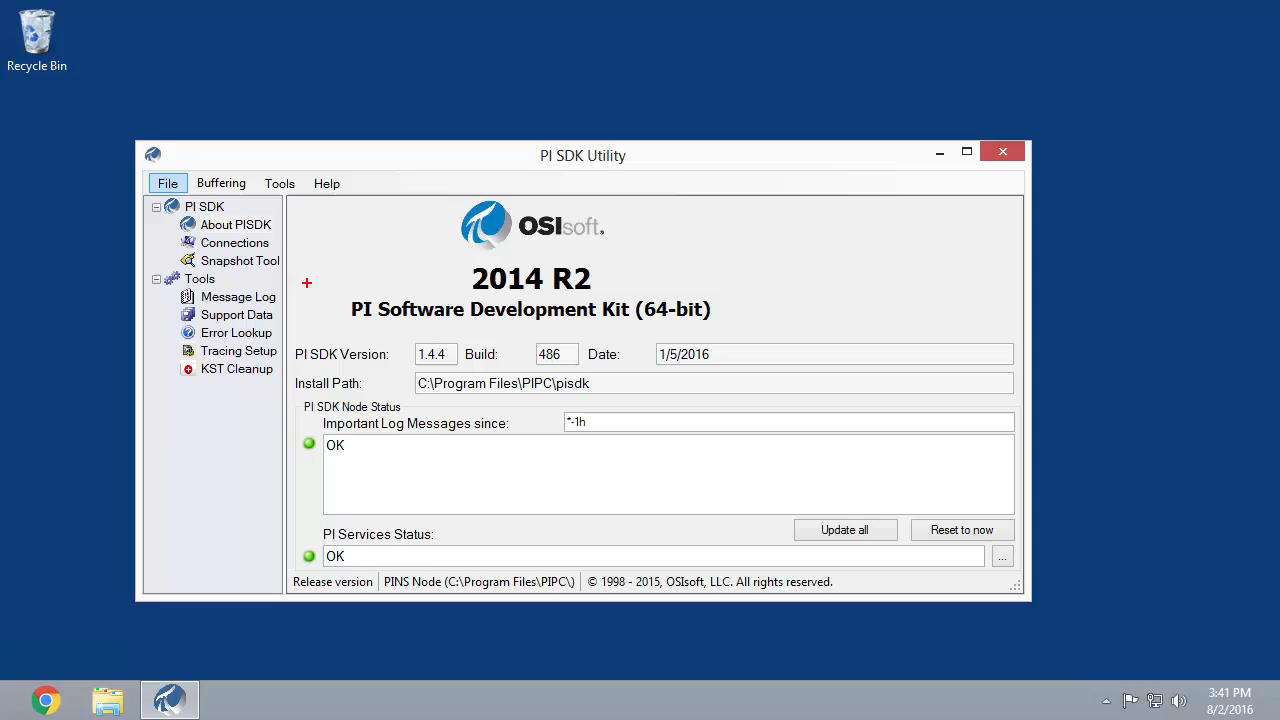 Recycle Bin
PI SDK Utility
File Buffering Tools Help
PI SDK
About PISDK
Connections
Snapshot Tool
Tools
Message Log
Support Data
Error Lookup
Tracing Setup
KST Cleanup
OSIsoft.
2014 R2
PI Software Development Kit (64-bit)
PI SDK Version: 1.4.4 Build: 486 Date: 1/5/2016
Install Path: C:\Program Files\PIPC\pisdk
PI SDK Node Status
Important Log Messages since: *-1h
OK
Update all Reset to now
PI Services Status:
OK ...
Release version PINS Node (C:\Program Files\PIPC\) © 1998 - 2015, OSIsoft, LLC. All rights reserved.
3:41 PM
8/2/2016